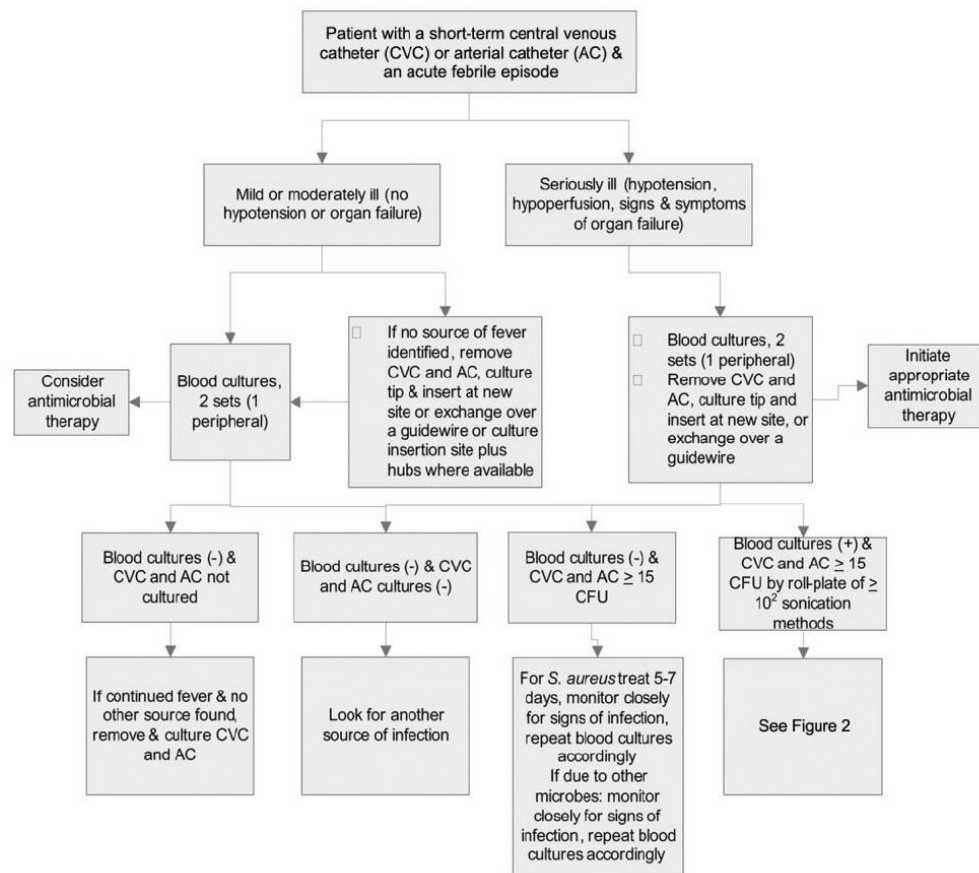 Patient with a short-term central venous
catheter (CVC) or arterial catheter (AC) &
an acute febrile episode
Mild or moderately ill (no
hypotension or organ failure)
Seriously ill (hypotension,
hypoperfusion, signs & symptoms
of organ failure)
Consider
antimicrobial
therapy
Blood cultures,
2 sets (1
peripheral)
If no source of fever
identified, remove
CVC and AC, culture
tip & insert at new
site or exchange over
a guidewire or culture
insertion site plus
hubs where available
Blood cultures, 2
sets (1 peripheral)
Remove CVC and
AC, culture tip and
insert at new site, or
exchange over a
guidewire
Initiate
appropriate
antimicrobial
therapy
Blood cultures (-) &
CVC and AC not
cultured
Blood cultures (-) & CVC
and AC cultures (-)
Blood cultures (-) &
CVC and AC ≥ 15
CFU
Blood cultures (+) &
CVC and AC ≥ 15
CFU by roll-plate of ≥
10² sonication
methods
If continued fever & no
other source found,
remove & culture CVC
and AC
Look for another
source of infection
For S. aureus treat 5-7
days, monitor closely
for signs of infection,
repeat blood cultures
accordingly
If due to other
microbes: monitor
closely for signs of
infection, repeat blood
cultures accordingly
See Figure 2